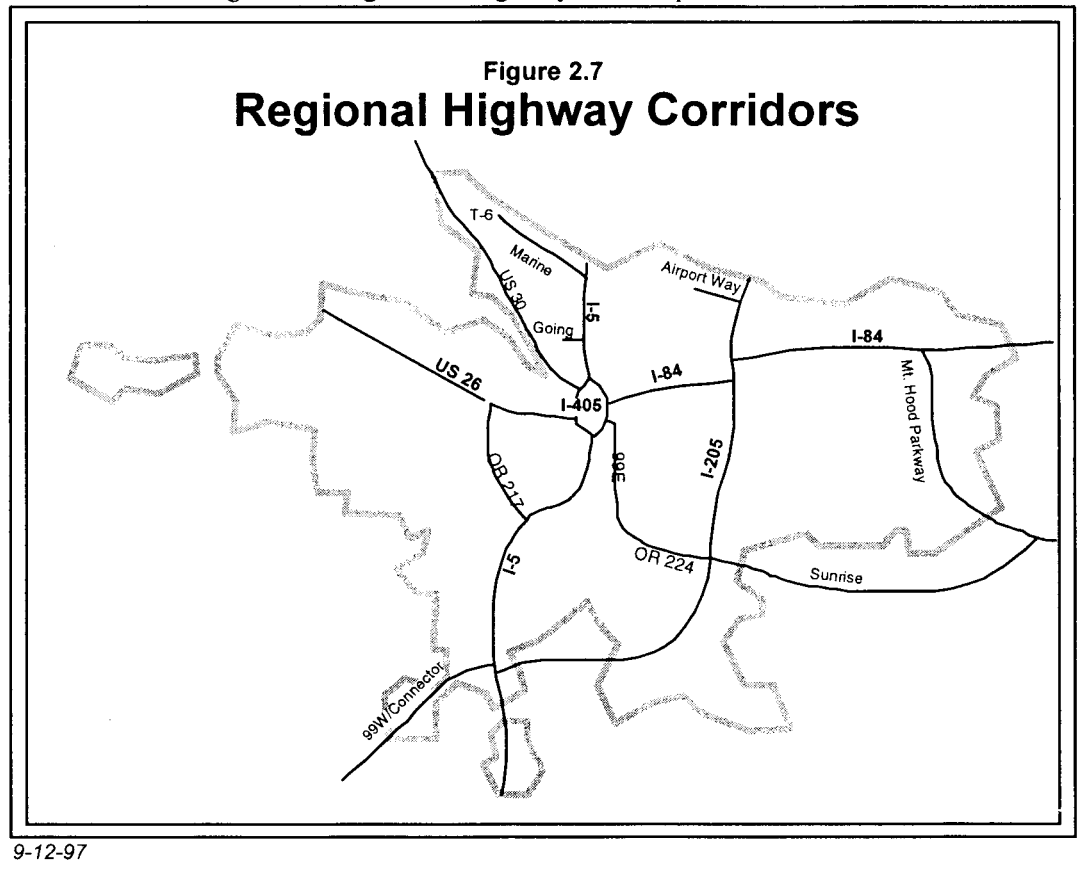 Figure 2.7
Regional Highway Corridors
T-6
Marine
US 30
Airport Way
I-5
Going
I-84
I-84
US 26
I-405
Mt. Hood Parkway
99E
I-205
OR 217
OR 224
I-5
Sunrise
99W/Connector
9-12-97